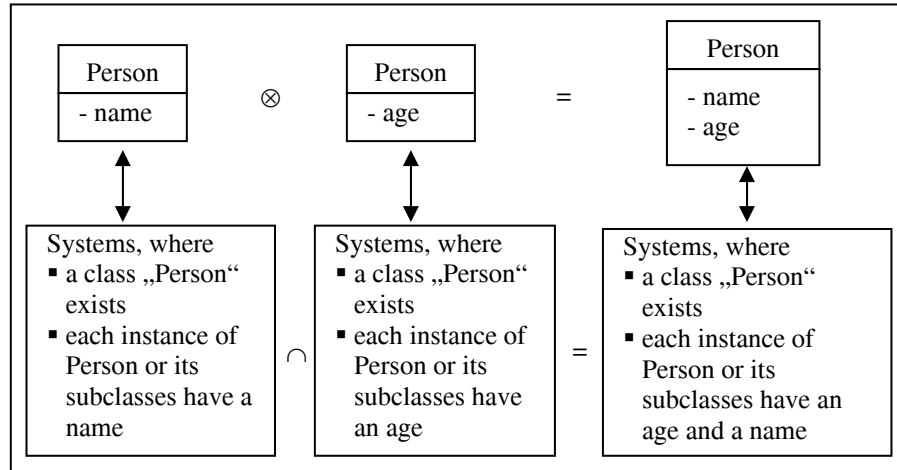 Person
- name
⊗
Person
- age
=
Person
- name
- age
Systems, where
▪ a class „Person“
exists
▪ each instance of
Person or its
subclasses have a
name
∩
Systems, where
▪ a class „Person“
exists
▪ each instance of
Person or its
subclasses have
an age
=
Systems, where
▪ a class „Person“
exists
▪ each instance of
Person or its
subclasses have an
age and a name